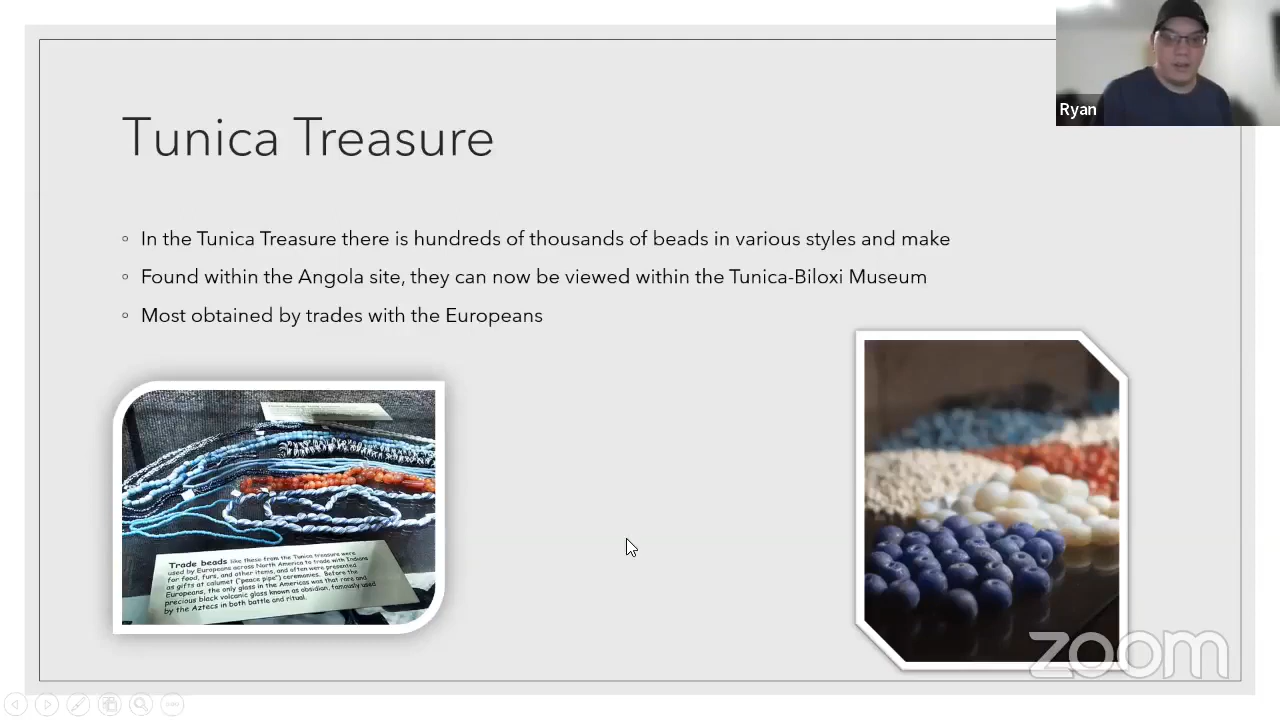 Tunica Treasure
Ryan
In the Tunica Treasure there is hundreds of thousands of beads in various styles and make
Found within the Angola site, they can now be viewed within the Tunica-Biloxi Museum
Most obtained by trades with the Europeans
Trade beads like these from the Tunica treasure were
used by Europeans across North America to trade with Indians
for food, furs, and other items, and often were presented
as gifts at calumet ("peace pipe") ceremonies. Before the
Europeans, the only glass in the Americas was that rare and
precious black volcanic glass known as obsidian, famously used
by the Aztecs in both battle and ritual.
zoom